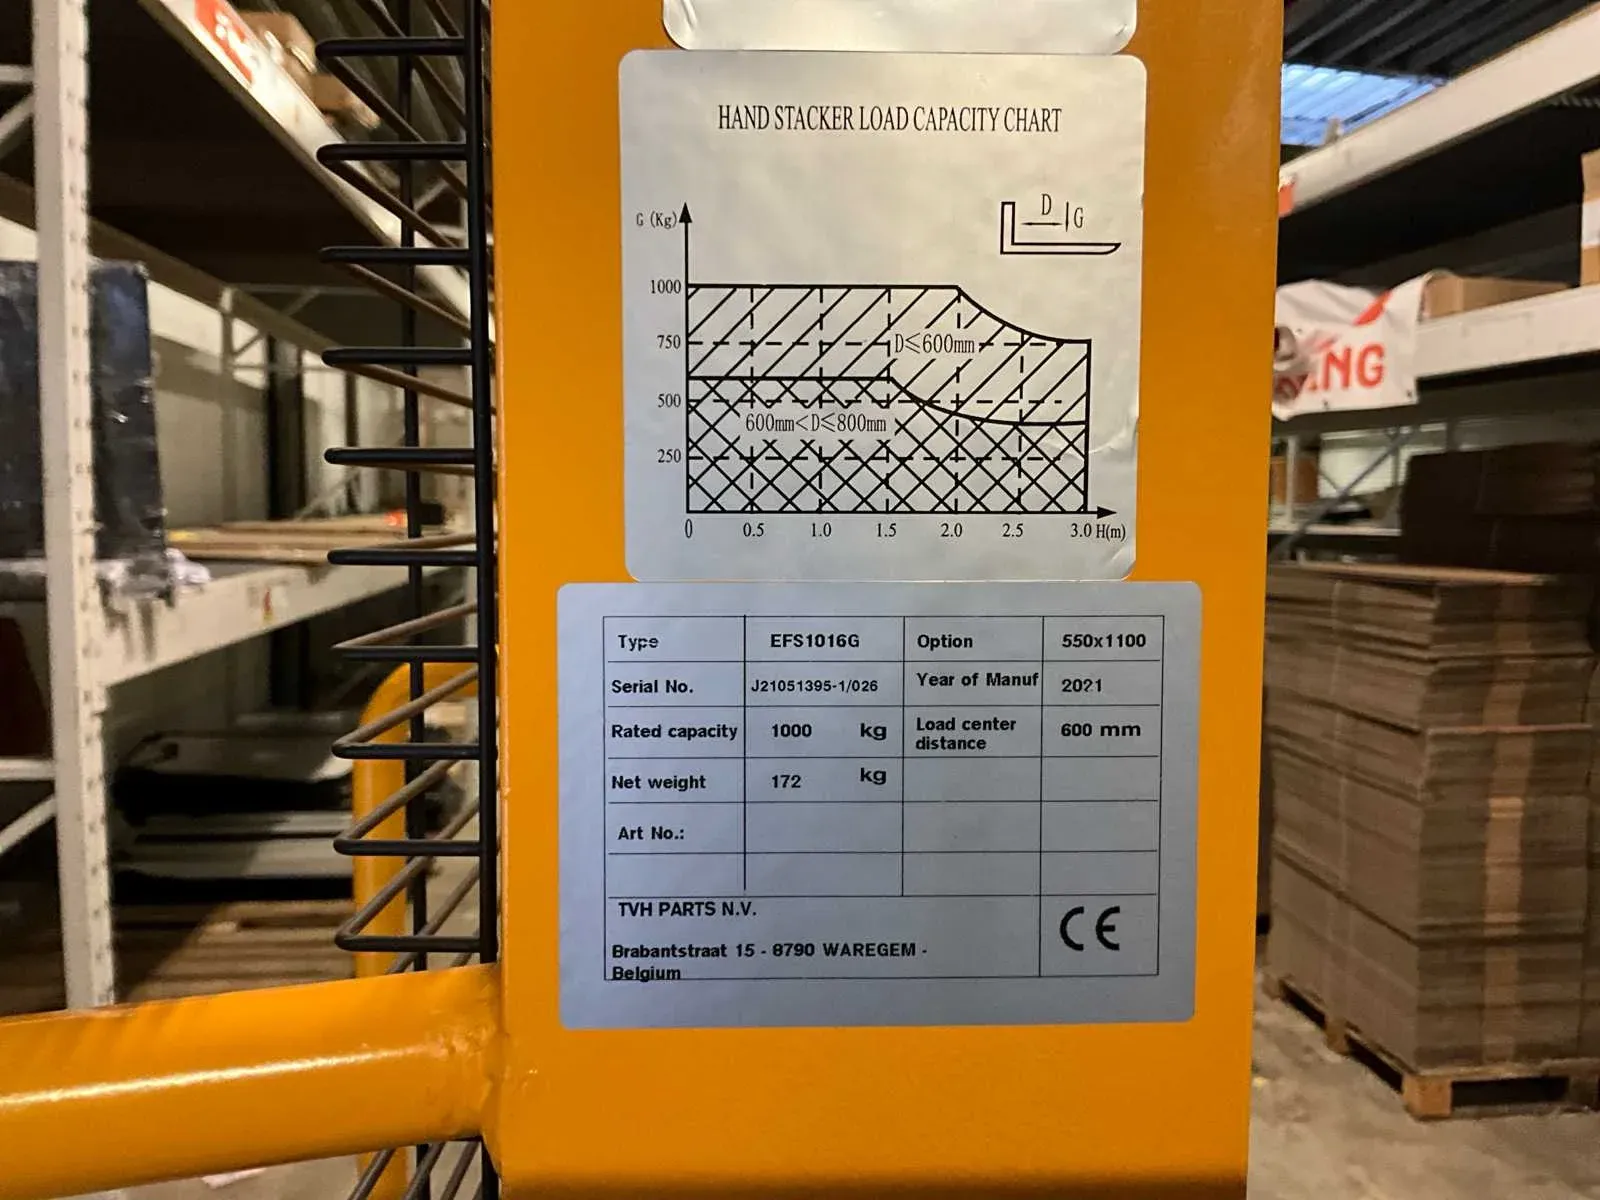 HAND STACKER LOAD CAPACITY CHART
D
G
G (Kg)
1000
750
D≤600mm
500
600mm<D≤800mm
250
0 0.5 1.0 1.5 2.0 2.5 3.0 H(m)
Type EFS1016G Option 550x1100
Serial No. J21051395-1/026 Year of Manuf 2021
Rated capacity 1000 kg Load center distance 600 mm
Net weight 172 kg
Art No.:
TVH PARTS N.V.
Brabantstraat 15 - 8790 WAREGEM -
Belgium
CE
NG